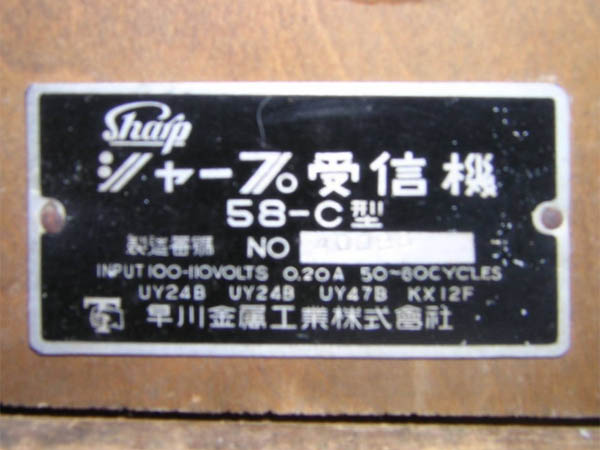 Sharp
シャープ受信機
58-C型
製造番號 NO
INPUT 100-110VOLTS 0.20A 50~60CYCLES
UY24B UY24B UY47B KX12F
早川金属工業株式會社